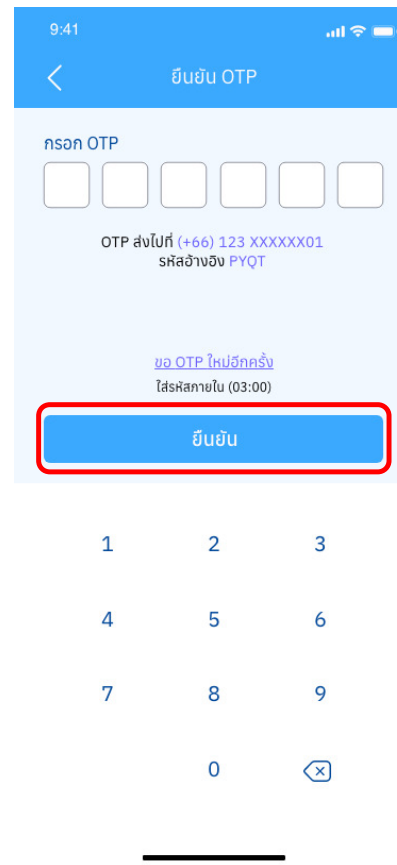 9:41
ยืนยัน OTP
กรอก OTP
OTP ส่งไปที่ (+66) 123 XXXXXX01
รหัสอ้างอิง PYQT
ขอ OTP ใหม่อีกครั้ง
ใส่รหัสภายใน (03:00)
ยืนยัน
1 2 3
4 5 6
7 8 9
0